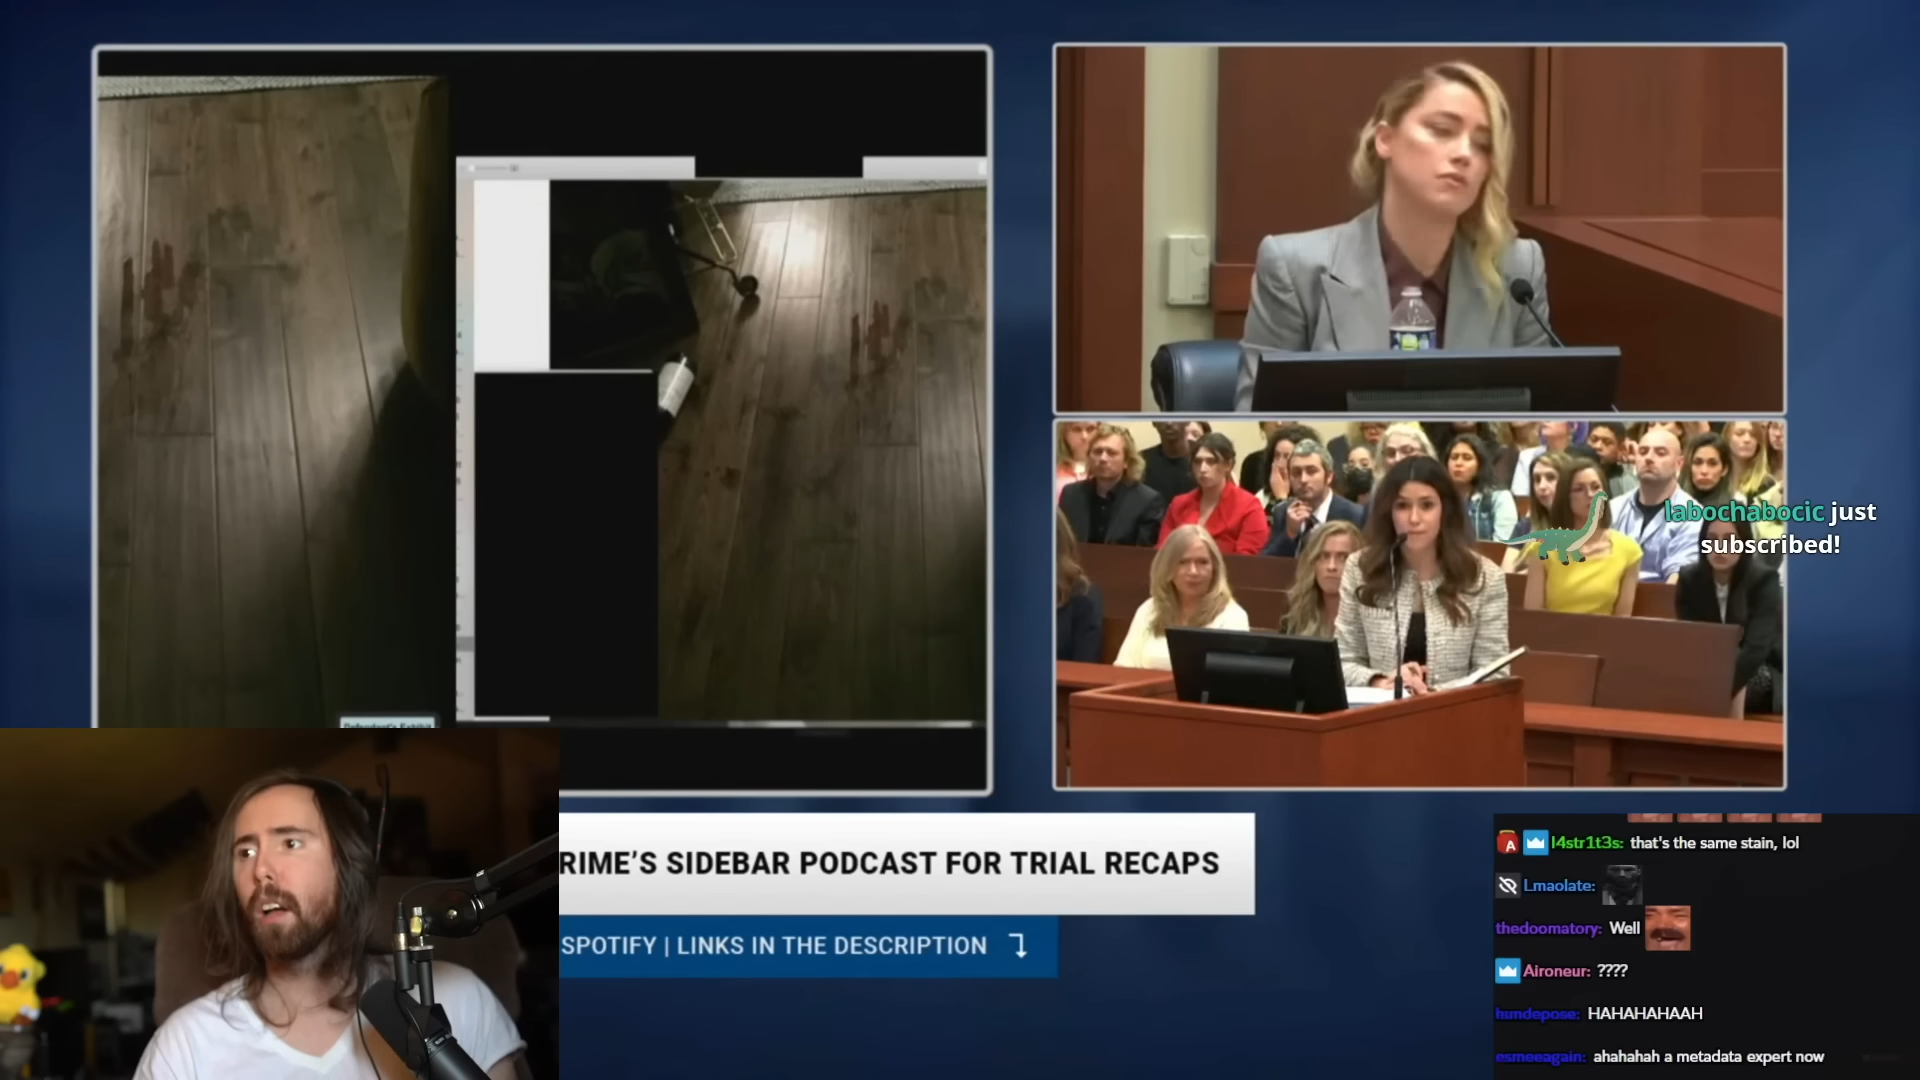 labochabocic just
subscribed!
RIME'S SIDEBAR PODCAST FOR TRIAL RECAPS
SPOTIFY | LINKS IN THE DESCRIPTION
l4str1t3s: that's the same stain, lol
Lmaolate:
thedoomatory: Well
Aironeur: ????
hundepose: HAHAHAHAAH
esmeeagain: ahahahah a metadata expert now